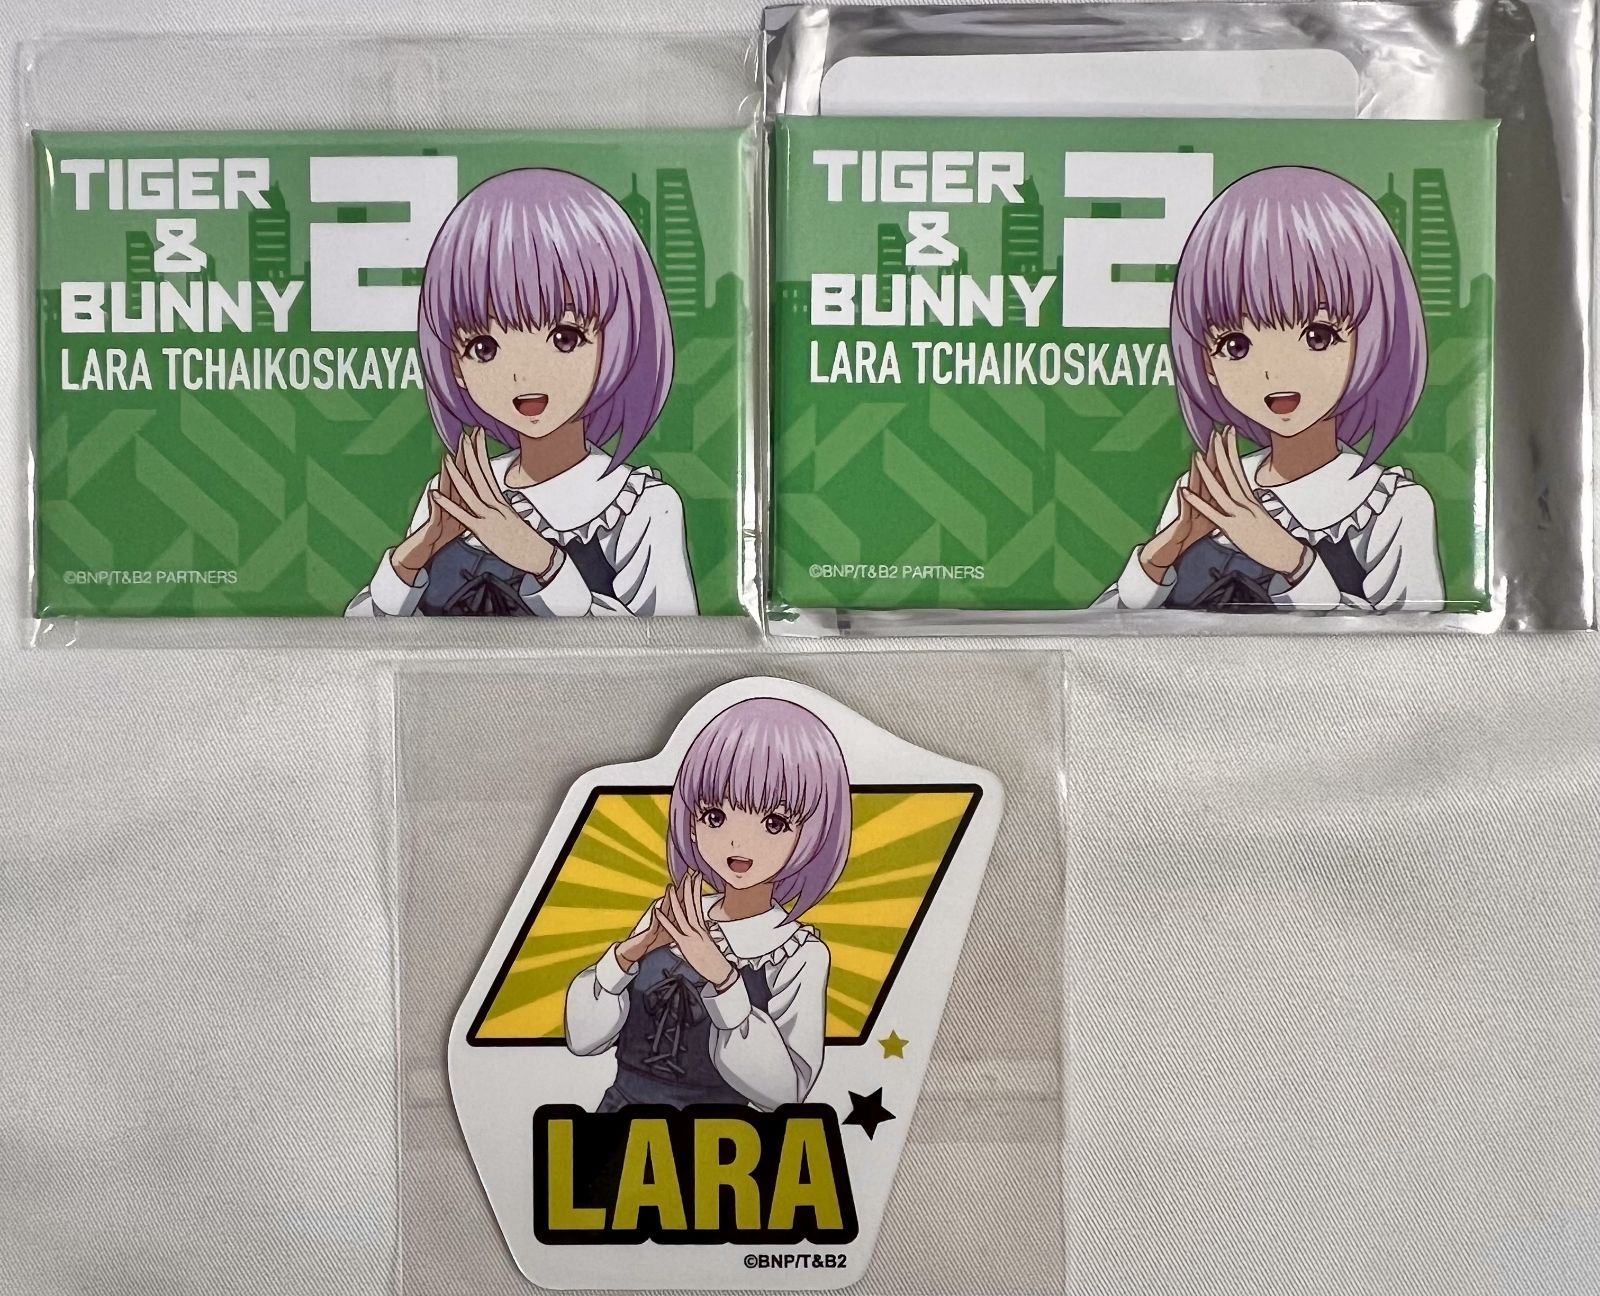 TIGER
&
BUNNY 2
LARA TCHAIKOSKAYA
©BNP/T&B2 PARTNERS
TIGER
&
BUNNY 2
LARA TCHAIKOSKAYA
©BNP/T&B2 PARTNERS
LARA
©BNP/T&B2